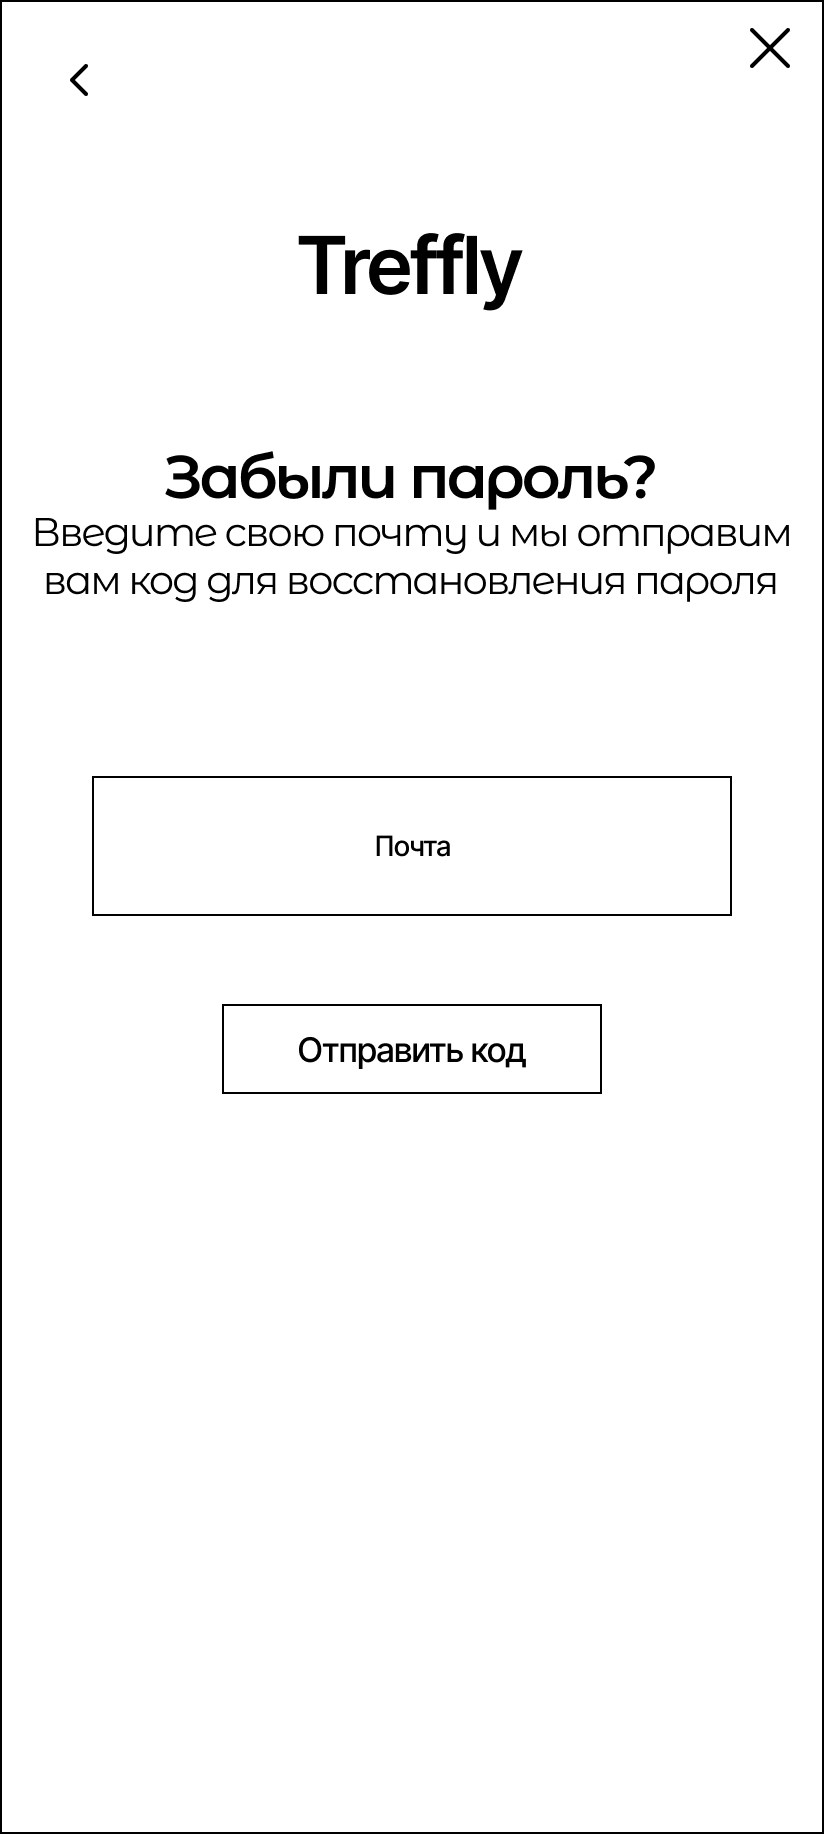 Treffly
Забыли пароль?
Введите свою почту и мы отправим
вам код для восстановления пароля
Почта
Отправить код